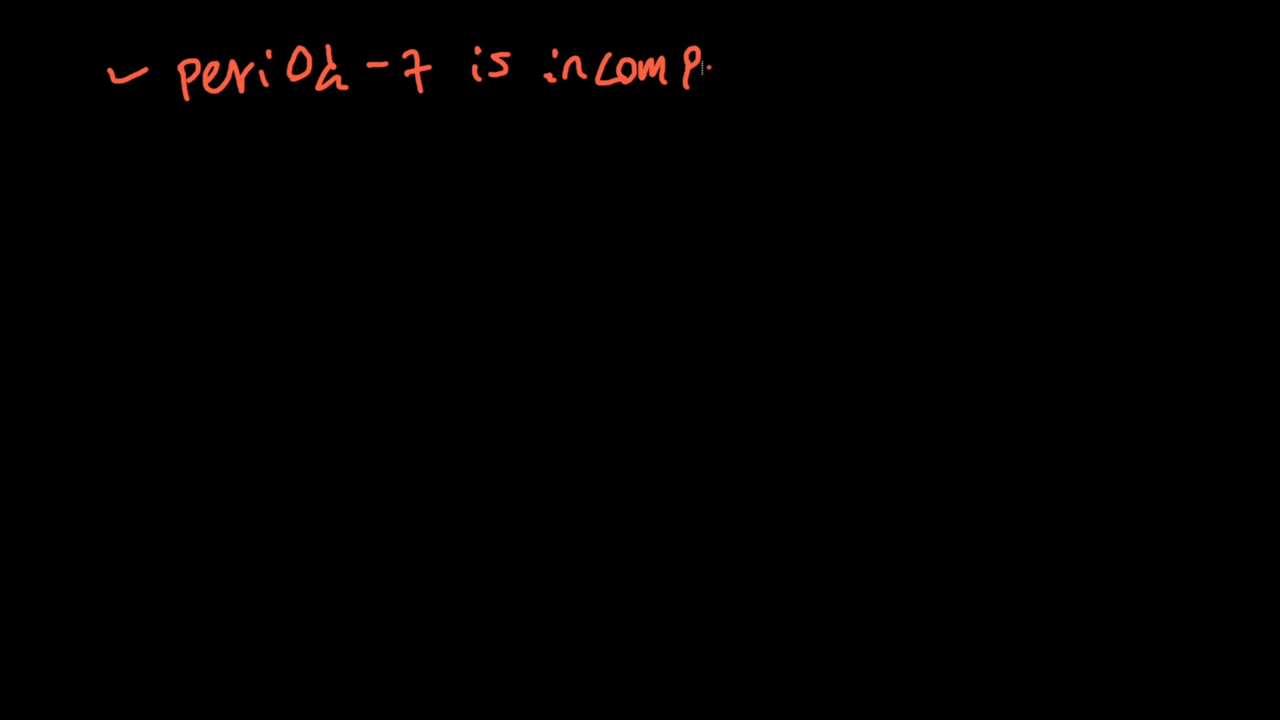 ✓ period - 7 is incomp